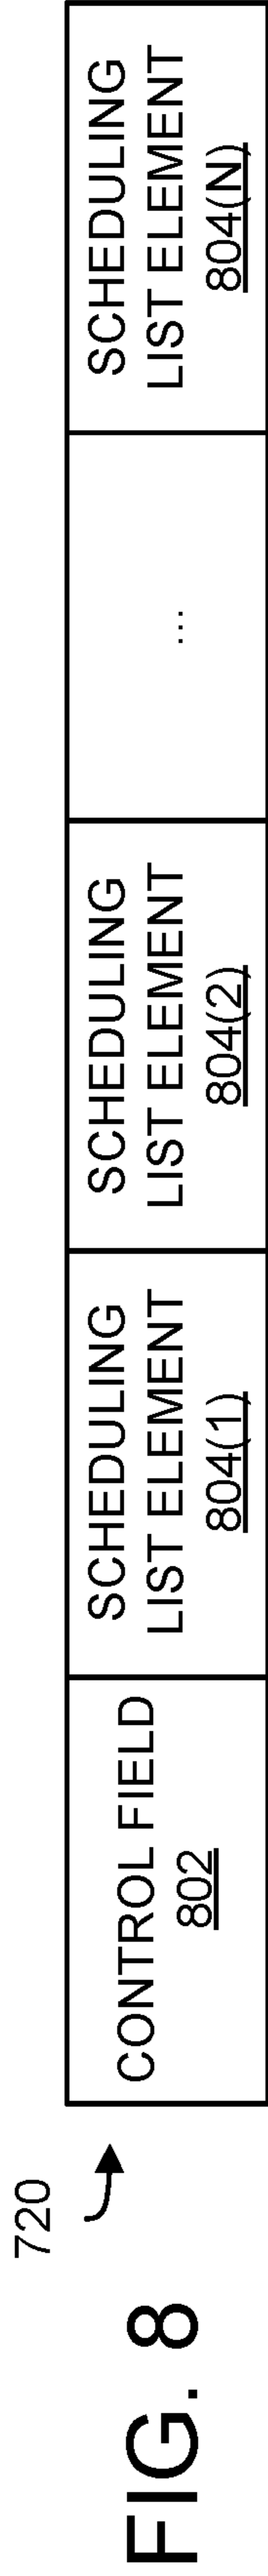 720
CONTROL FIELD
802
SCHEDULING
LIST ELEMENT
804(1)
SCHEDULING
LIST ELEMENT
804(2)
...
SCHEDULING
LIST ELEMENT
804(N)
FIG. 8